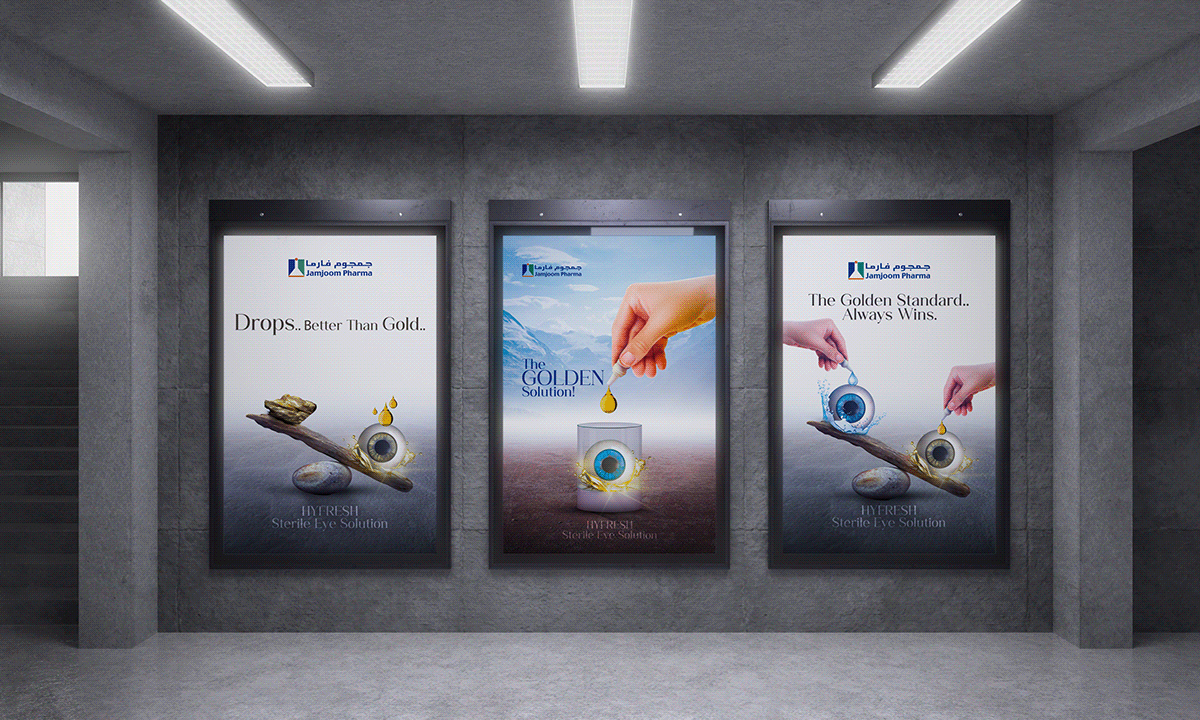 جمجوم فارما
Jamjoom Pharma
Drops.. Better Than Gold..
HYFRESH
Sterile Eye Solution
جمجوم فارما
Jamjoom Pharma
The
GOLDEN
Solution!
HYFRESH
Sterile Eye Solution
جمجوم فارما
Jamjoom Pharma
The Golden Standard..
Always Wins.
HYFRESH
Sterile Eye Solution